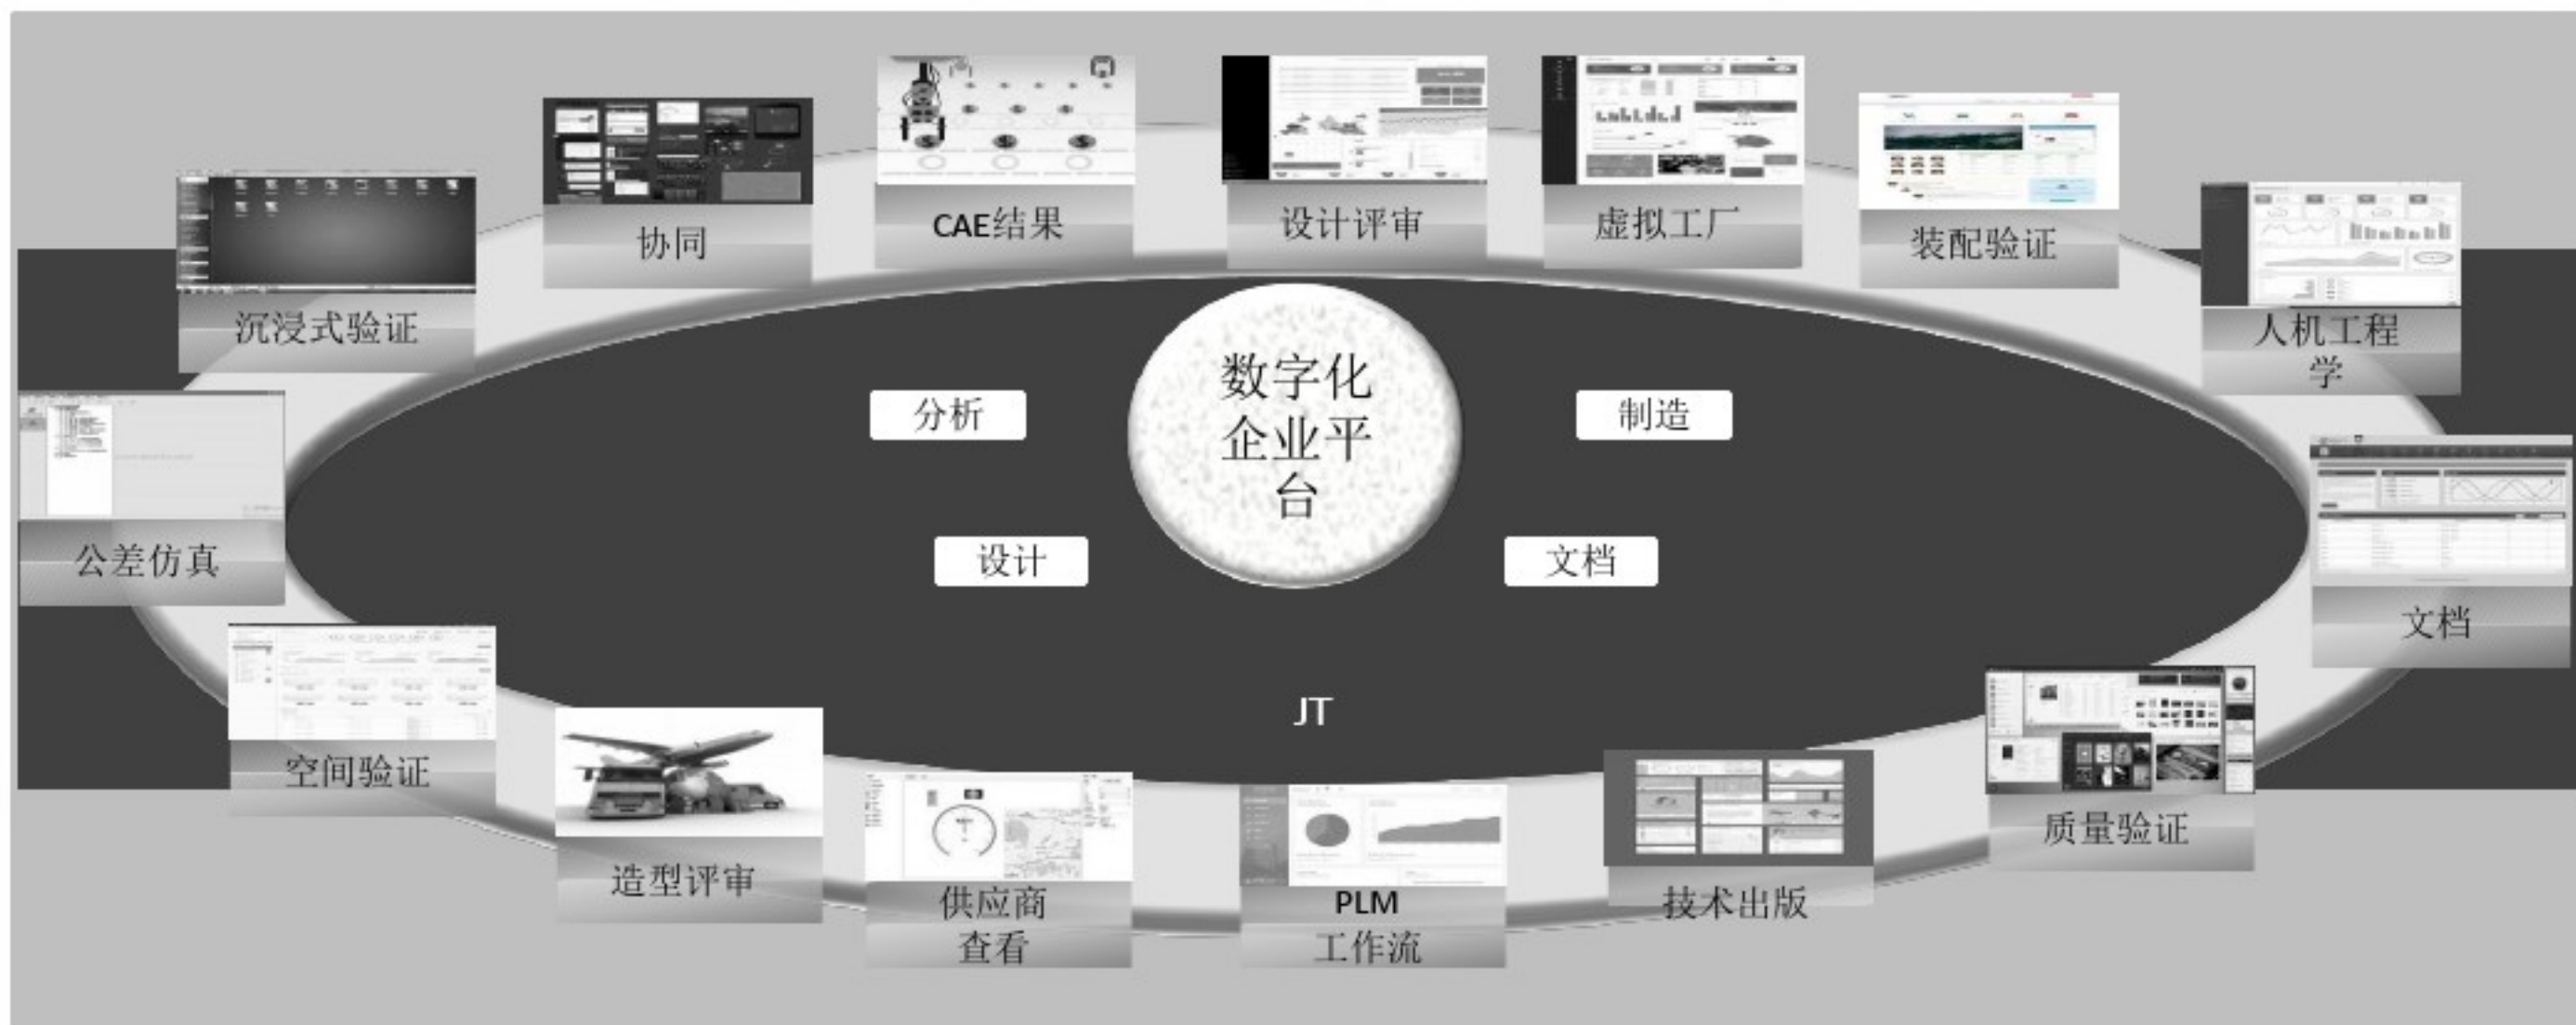 协同
CAE结果
设计评审
虚拟工厂
装配验证
沉浸式验证
人机工程
学
数字化
企业平
台
分析
制造
公差仿真
设计
文档
文档
JT
空间验证
造型评审
供应商
查看
PLM
工作流
技术出版
质量验证